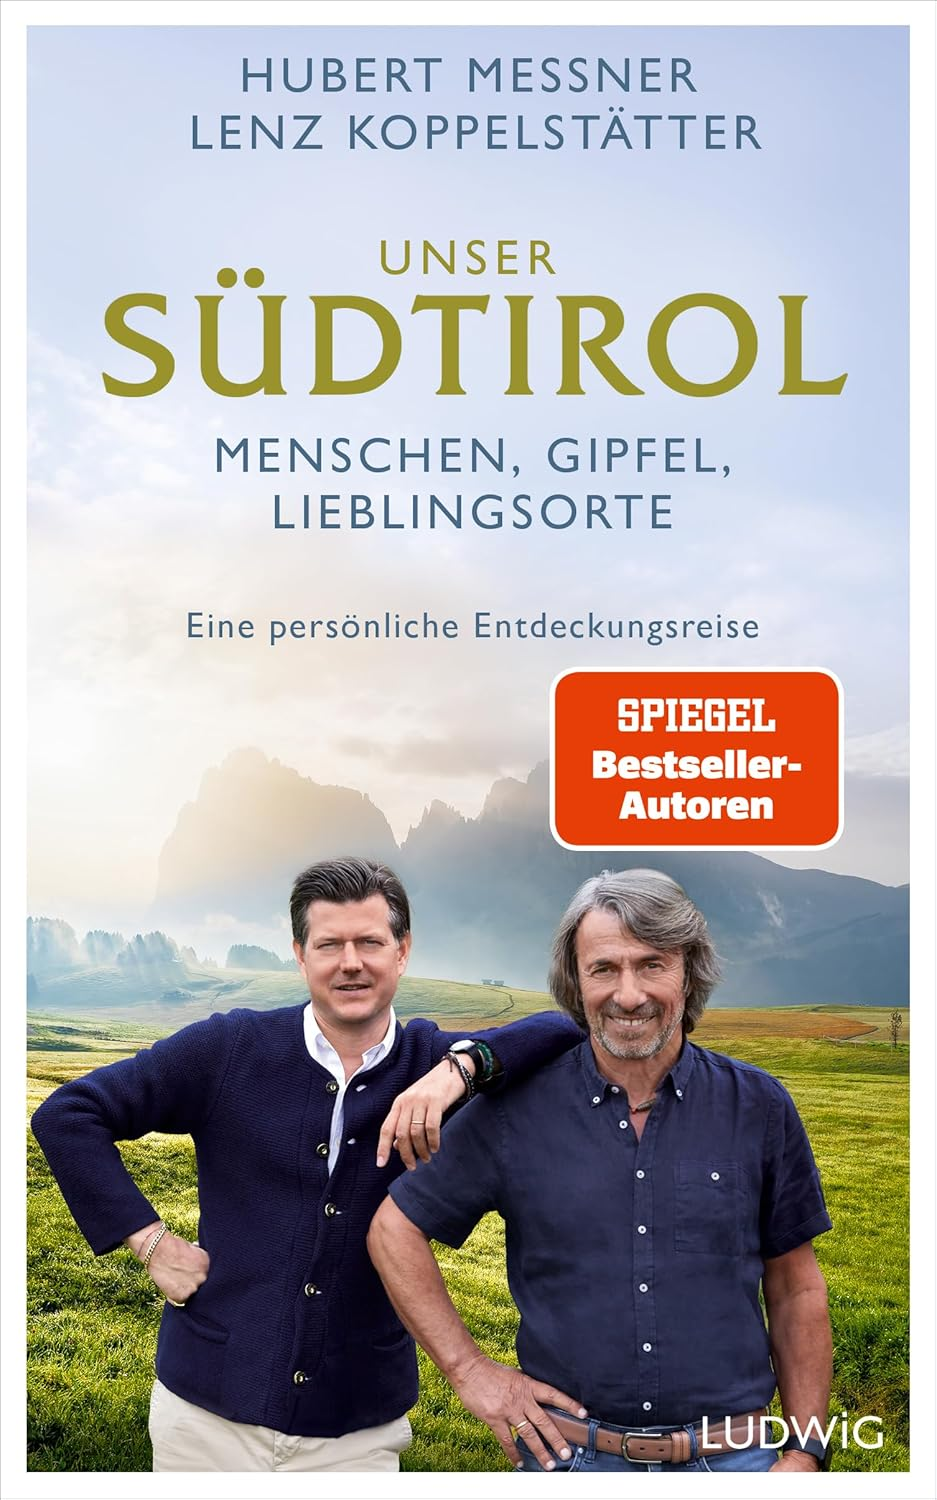 HUBERT MESSNER
LENZ KOPPELSTÄTTER
UNSER
SÜDTIROL
MENSCHEN, GIPFEL,
LIEBLINGSORTE
Eine persönliche Entdeckungsreise
SPIEGEL
Bestseller-
Autoren
LUDWiG